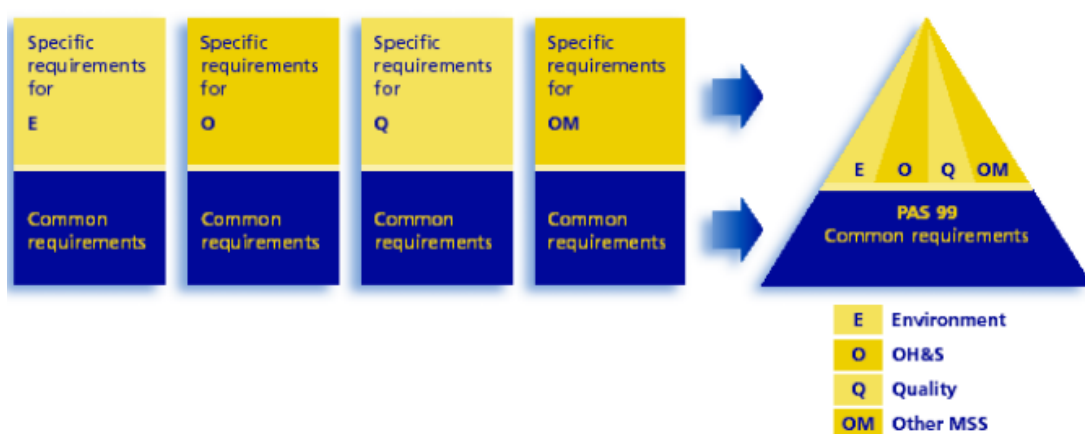 Specific
requirements
for
E
Specific
requirements
for
O
Specific
requirements
for
Q
Specific
requirements
for
OM
Common
requirements
Common
requirements
Common
requirements
Common
requirements
E O Q OM
PAS 99
Common requirements
E Environment
O OH&S
Q Quality
OM Other MSS